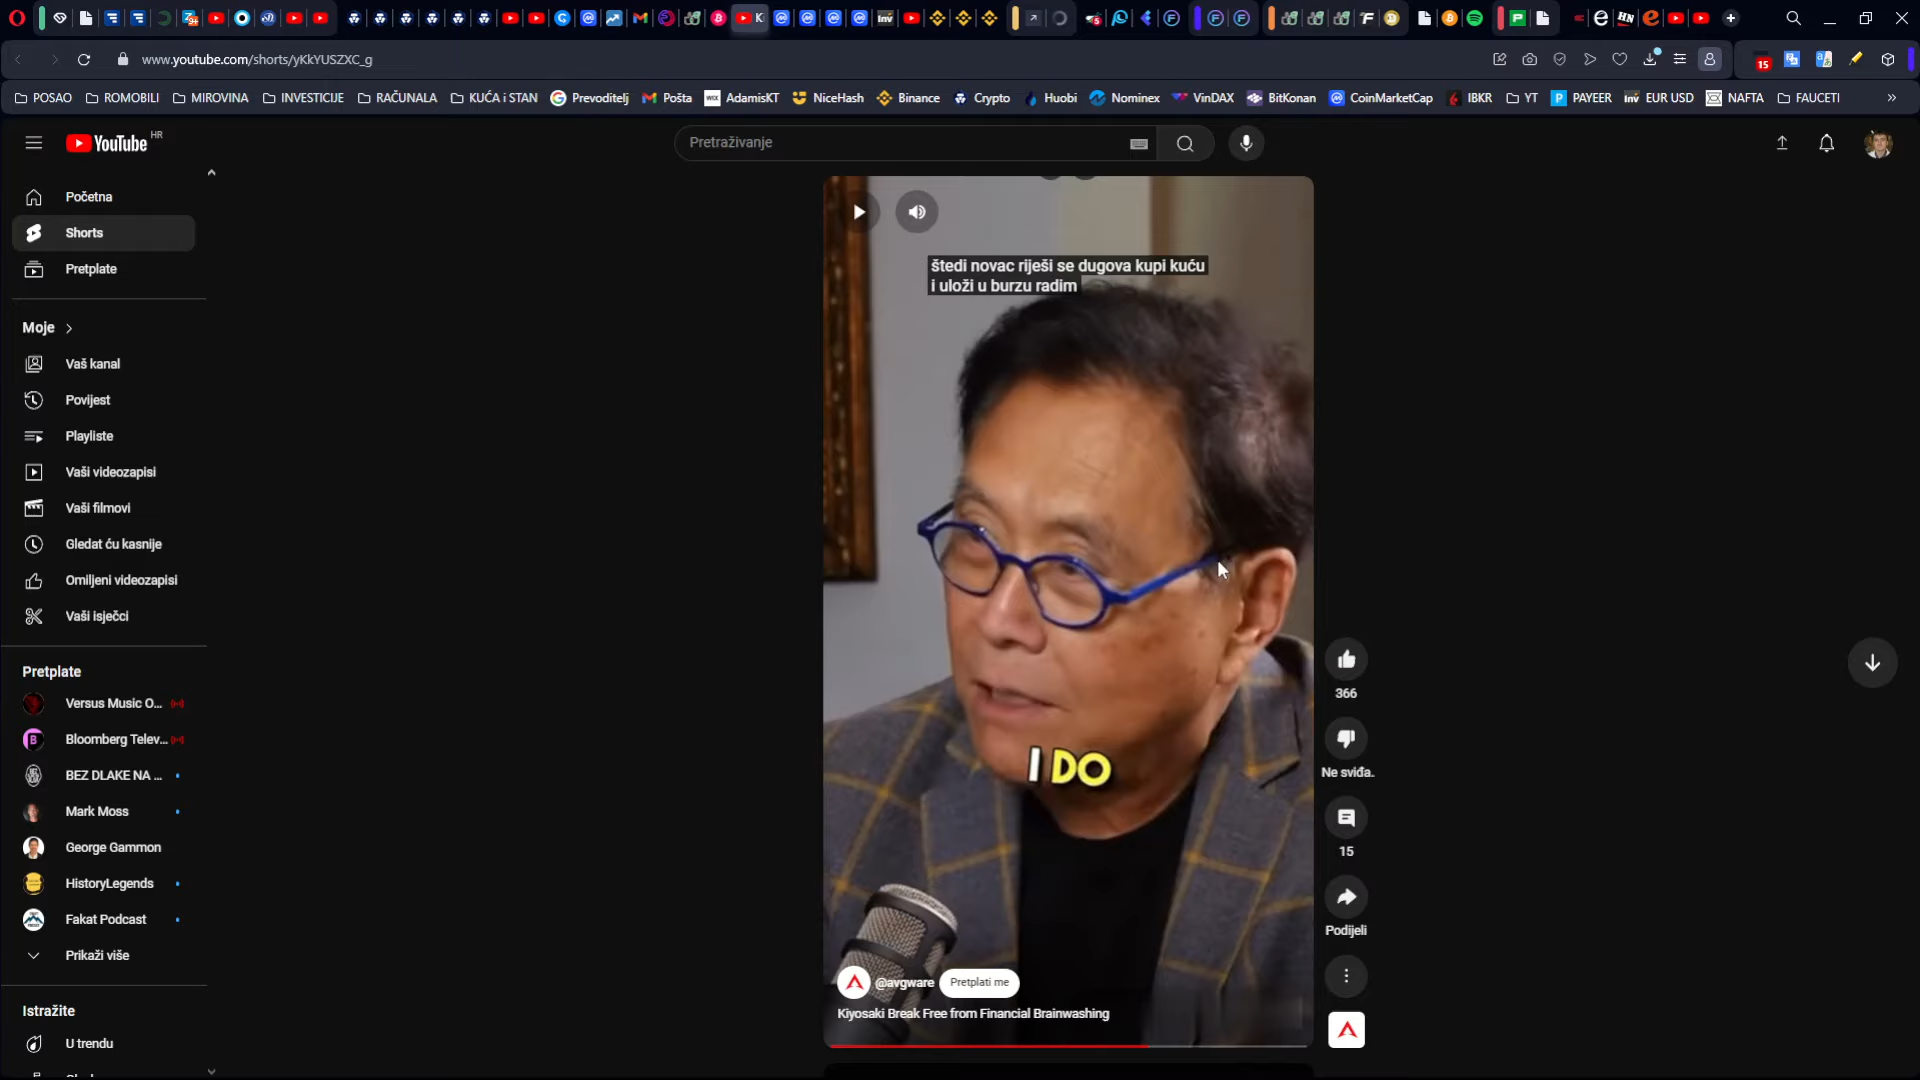 www.youtube.com/shorts/yKkYUSZXC_g
15
POSAO
ROMOBILI
MIROVINA
INVESTICIJE
RAČUNALA
KUĆA i STAN
Prevoditelj
Pošta
WIX
AdamisKT
NiceHash
Binance
Crypto
Huobi
Nominex
VinDAX
BitKonan
CoinMarketCap
IBKR
YT
PAYEER
Inv
EUR USD
NAFTA
FAUCETI
YouTube
HR
Pretraživanje
Početna
Shorts
Pretplate
Moje
Vaš kanal
Povijest
Playliste
Vaši videozapisi
Vaši filmovi
Gledat ću kasnije
Omiljeni videozapisi
Vaši isječci
Pretplate
Versus Music O...
Bloomberg Telev...
BEZ DLAKE NA ...
Mark Moss
George Gammon
HistoryLegends
Fakat Podcast
Prikaži više
Istražite
U trendu
štedi novac riješi se dugova kupi kuću
i uloži u burzu radim
I DO
@avgware
Pretplati me
Kiyosaki Break Free from Financial Brainwashing
366
Ne sviđa.
15
Podijeli